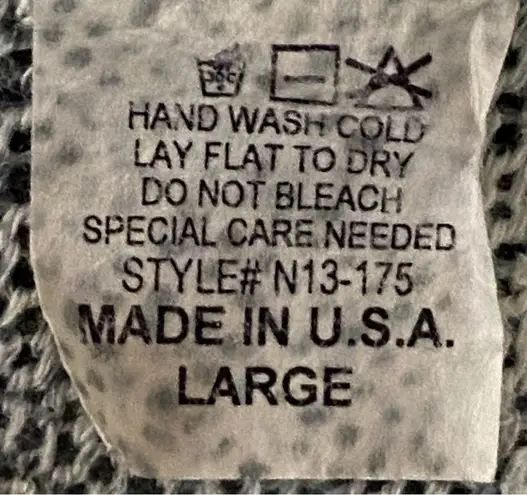 HAND WASH COLD
LAY FLAT TO DRY
DO NOT BLEACH
SPECIAL CARE NEEDED
STYLE# N13-175
MADE IN U.S.A.
LARGE